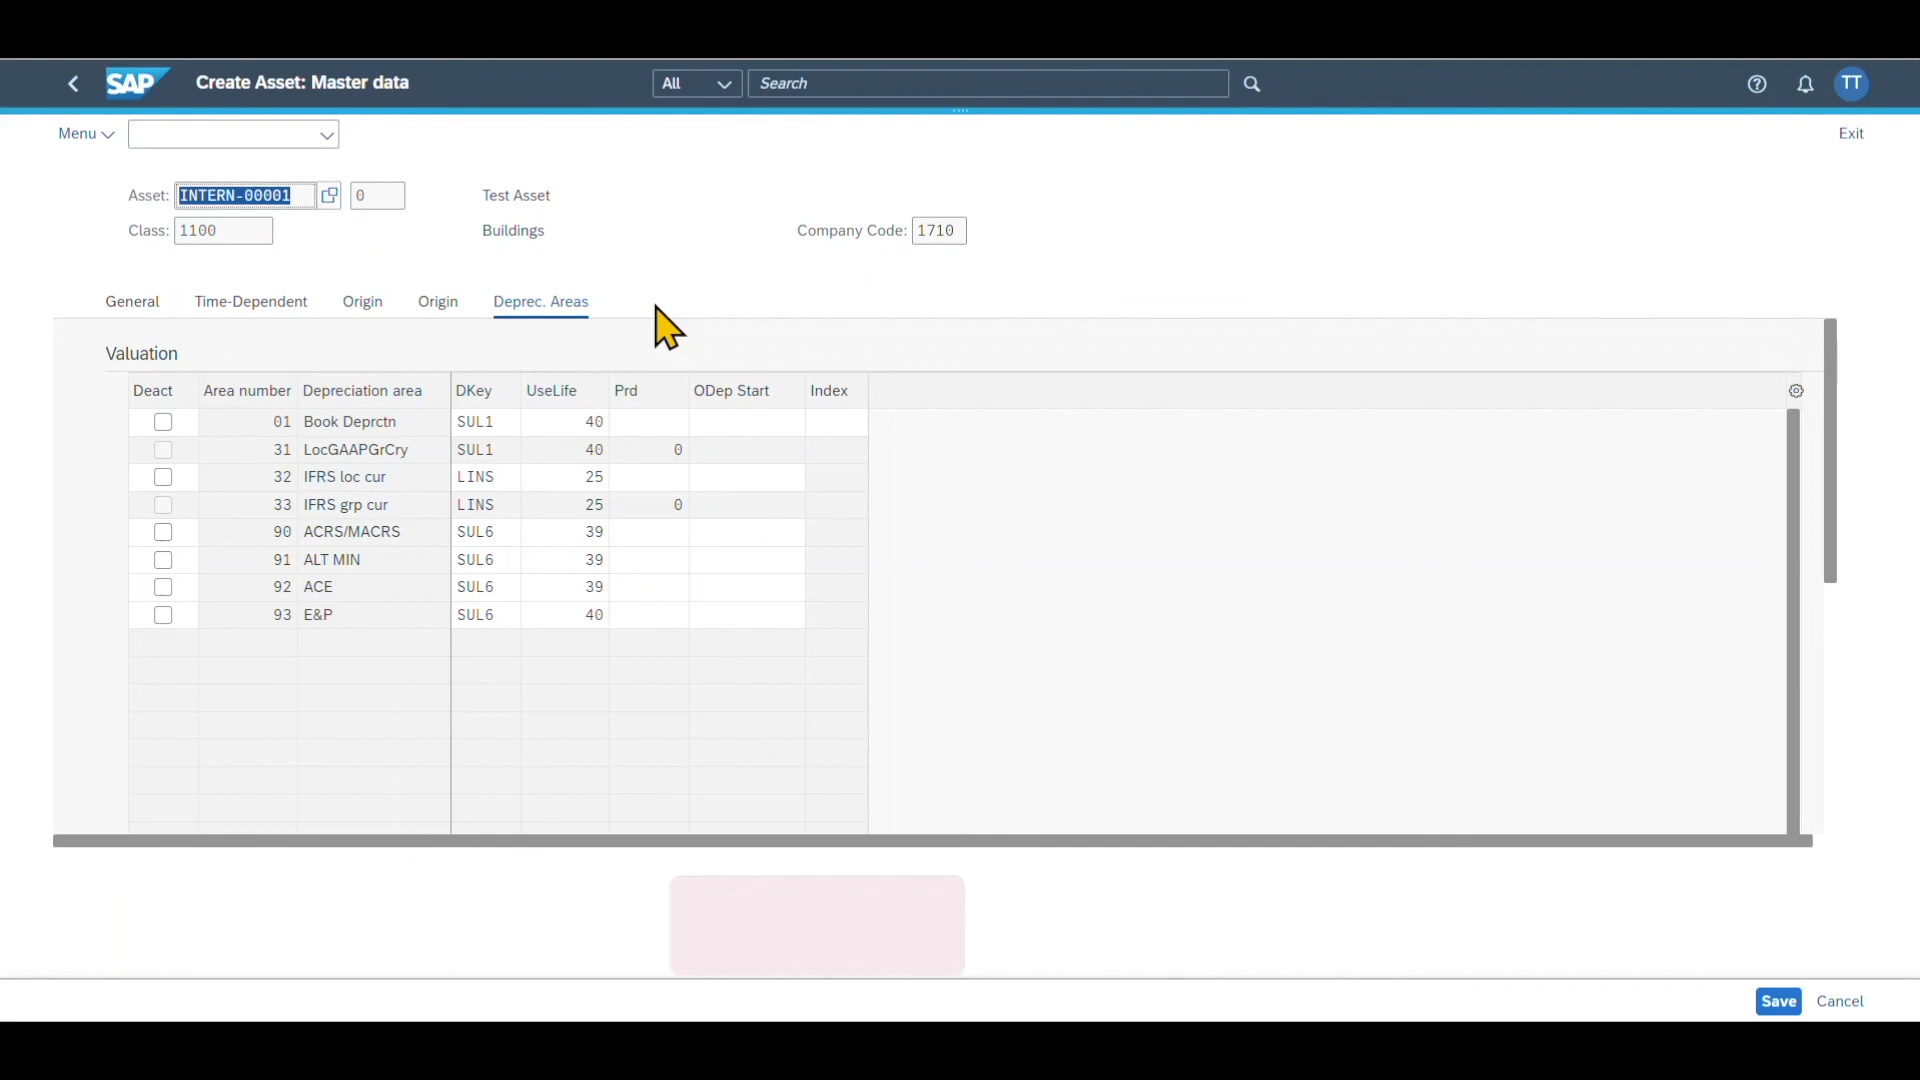 SAP Create Asset: Master data All Search TT
Menu Exit
Asset: INTERN-00001 0 Test Asset
Class: 1100 Buildings Company Code: 1710
General Time-Dependent Origin Origin Deprec. Areas
Valuation
Deact Area number Depreciation area DKey UseLife Prd ODep Start Index
01 Book Deprctn SUL1 40
31 LocGAAPGrCry SUL1 40 0
32 IFRS loc cur LINS 25
33 IFRS grp cur LINS 25 0
90 ACRS/MACRS SUL6 39
91 ALT MIN SUL6 39
92 ACE SUL6 39
93 E&P SUL6 40
Save Cancel